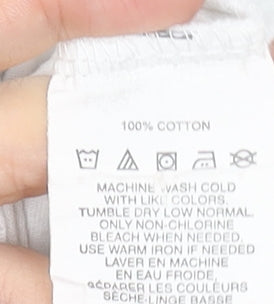 100% COTTON
MACHINE WASH COLD
WITH LIKE COLORS.
TUMBLE DRY LOW NORMAL.
ONLY NON-CHLORINE
BLEACH WHEN NEEDED.
USE WARM IRON IF NEEDED
LAVER EN MACHINE
EN EAU FROIDE,
SÉPARER LES COULEURS
SÈCHE-LINGE BASSE